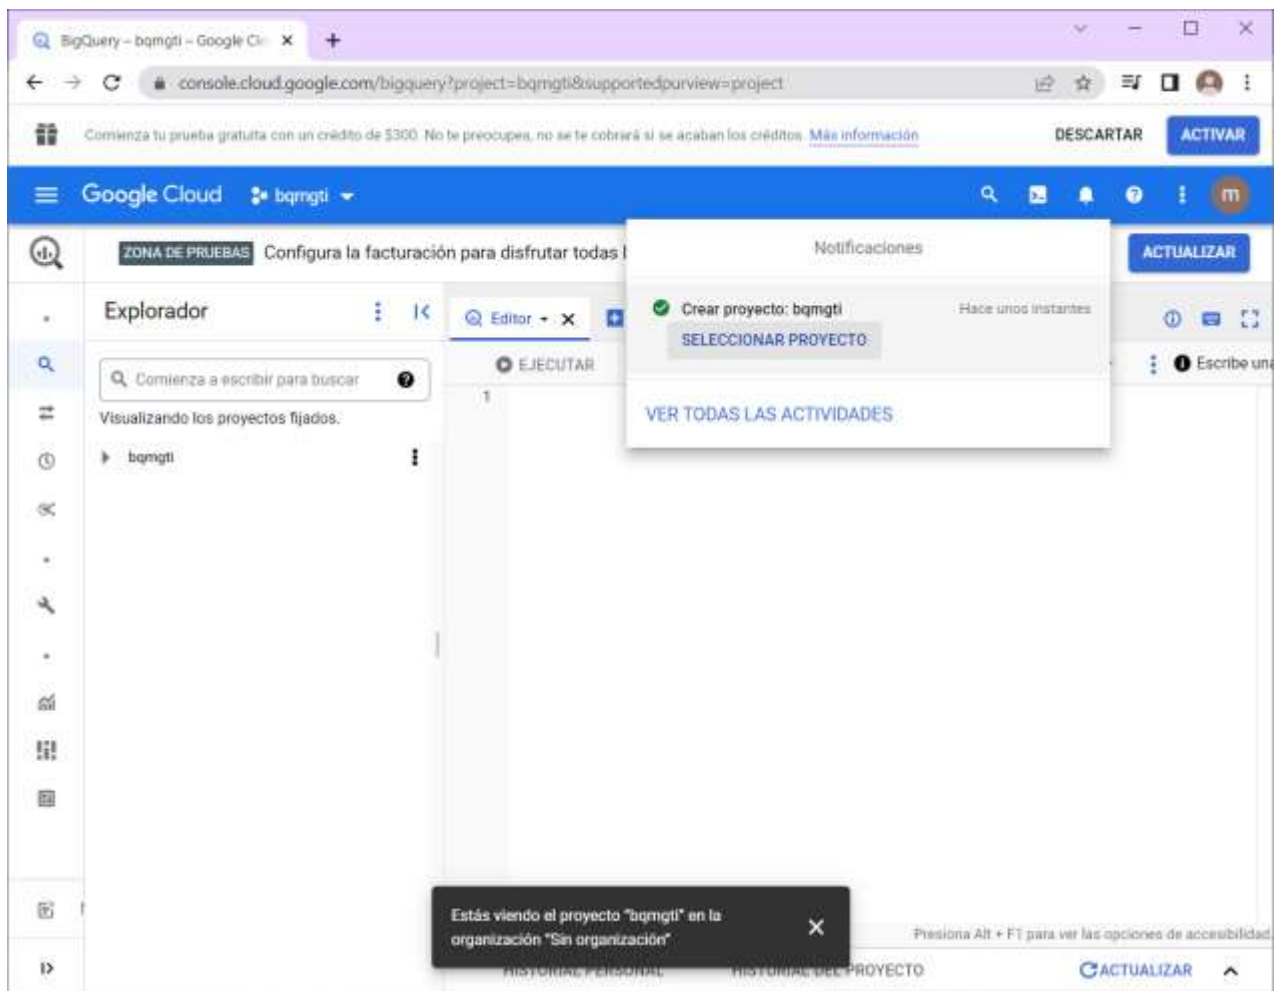 BigQuery – bqmgti – Google Clo
console.cloud.google.com/bigquery?project=bqmgti&supportedpurview=project
Comienza tu prueba gratuita con un crédito de $300. No te preocupes, no se te cobrará si se acaban los créditos. Más información
DESCARTAR
ACTIVAR
Google Cloud
bqmgti
m
ZONA DE PRUEBAS
Configura la facturación para disfrutar todas l
ACTUALIZAR
Notificaciones
Crear proyecto: bqmgti
Hace unos instantes
SELECCIONAR PROYECTO
VER TODAS LAS ACTIVIDADES
Explorador
Editor
EJECUTAR
Escribe una
Comienza a escribir para buscar
1
Visualizando los proyectos fijados.
bqmgti
Estás viendo el proyecto "bqmgti" en la
organización "Sin organización"
Presiona Alt + F1 para ver las opciones de accesibilidad.
HISTORIAL PERSONAL
HISTORIAL DEL PROYECTO
ACTUALIZAR